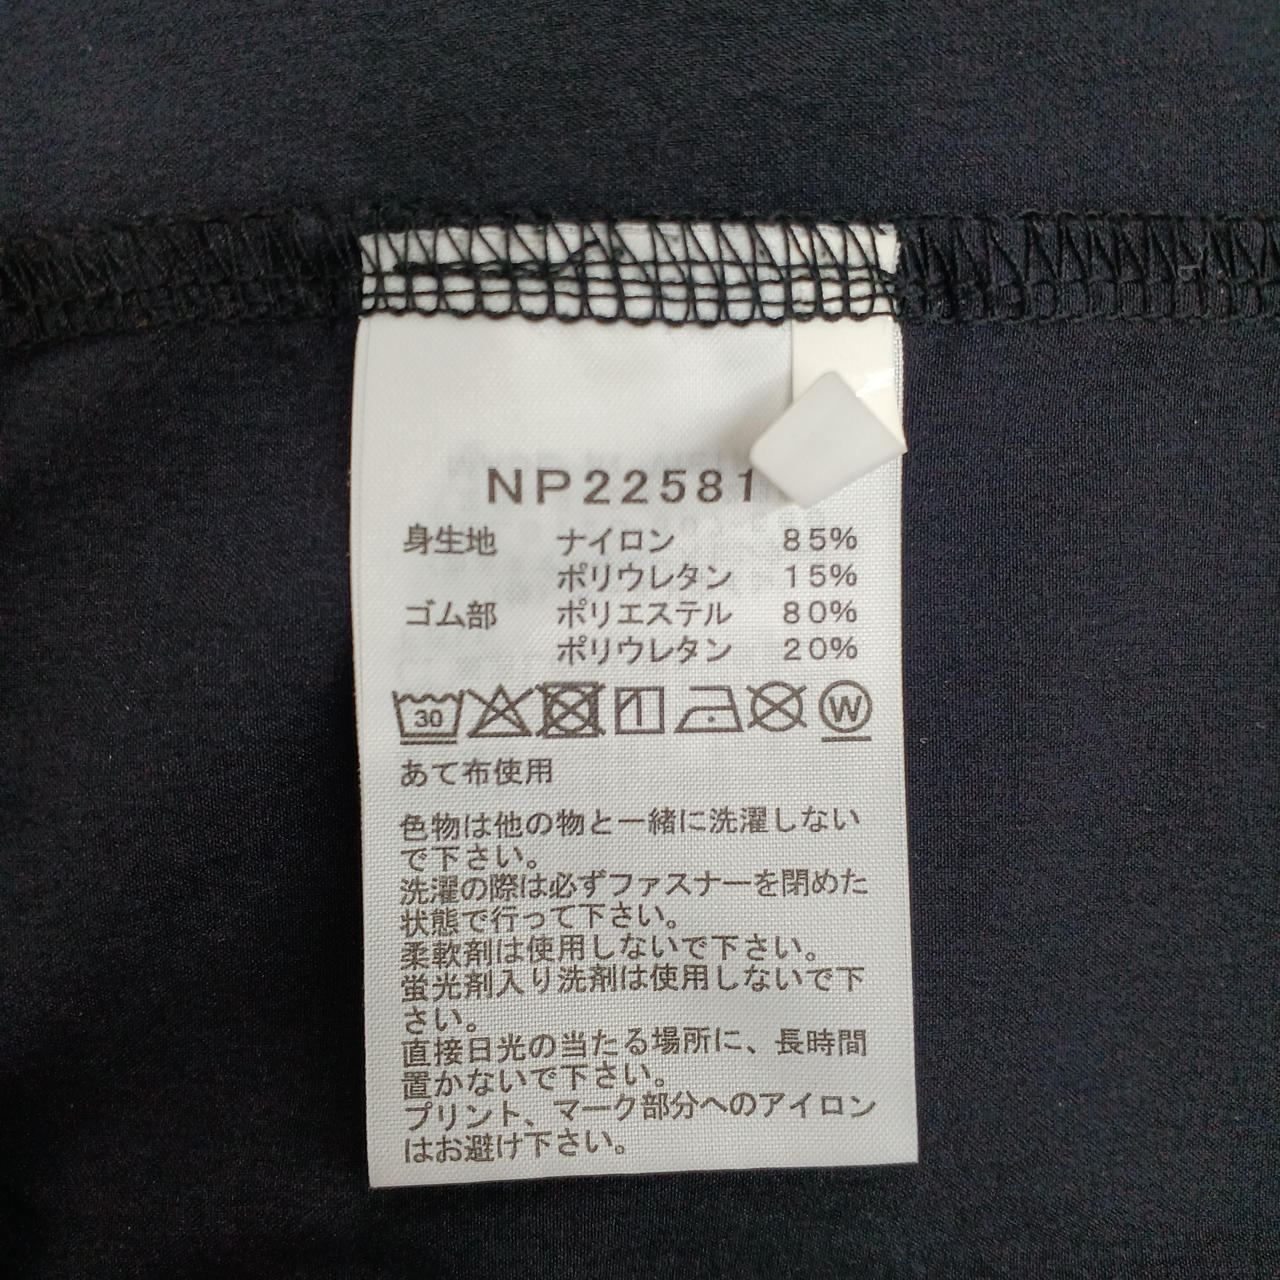 NP22581
身生地 ナイロン 85%
ポリウレタン 15%
ゴム部 ポリエステル 80%
ポリウレタン 20%
30 W
あて布使用
色物は他の物と一緒に洗濯しない
で下さい。
洗濯の際は必ずファスナーを閉めた
状態で行って下さい。
柔軟剤は使用しないで下さい。
蛍光剤入り洗剤は使用しないで下
さい。
直接日光の当たる場所に、長時間
置かないで下さい。
プリント、マーク部分へのアイロン
はお避け下さい。